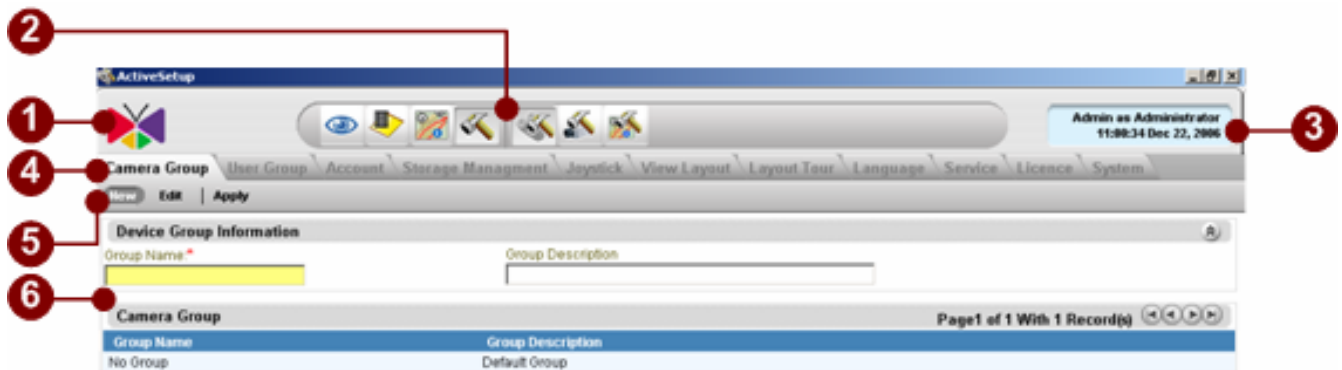 2
ActiveSetup
1
Admin as Administrator
11:00:34 Dec 22, 2006
3
4
Camera Group User Group Account Storage Managment Joystick View Layout Layout Tour Language Service Licence System
New Edit | Apply
5
Device Group Information
Group Name:* Group Description
6
Camera Group Page1 of 1 With 1 Record(s)
Group Name Group Description
No Group Default Group